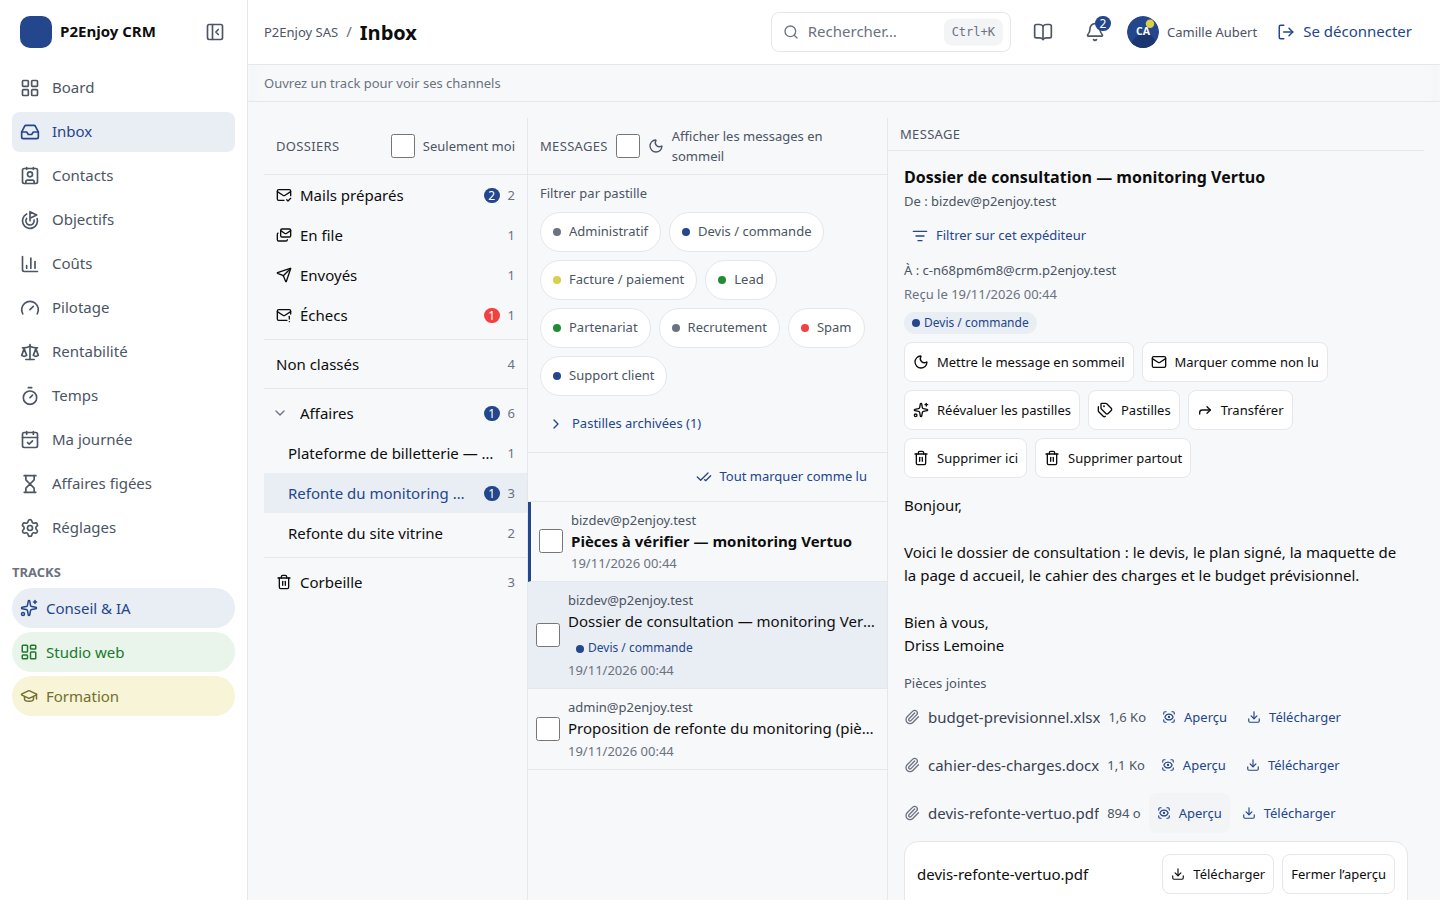 P2Enjoy CRM
Board
Inbox
Contacts
Objectifs
Coûts
Pilotage
Rentabilité
Temps
Ma journée
Affaires figées
Réglages
TRACKS
Conseil & IA
Studio web
Formation
P2Enjoy SAS / Inbox
Rechercher... Ctrl+K
2
CA Camille Aubert
Se déconnecter
Ouvrez un track pour voir ses channels
DOSSIERS Seulement moi
Mails préparés 2 2
En file 1
Envoyés 1
Échecs 1 1
Non classés 4
Affaires 1 6
Plateforme de billetterie — ... 1
Refonte du monitoring ... 1 3
Refonte du site vitrine 2
Corbeille 3
MESSAGES Afficher les messages en
sommeil
Filtrer par pastille
Administratif Devis / commande
Facture / paiement Lead
Partenariat Recrutement Spam
Support client
Pastilles archivées (1)
Tout marquer comme lu
bizdev@p2enjoy.test
Pièces à vérifier — monitoring Vertuo
19/11/2026 00:44
bizdev@p2enjoy.test
Dossier de consultation — monitoring Ver...
Devis / commande
19/11/2026 00:44
admin@p2enjoy.test
Proposition de refonte du monitoring (piè...
19/11/2026 00:44
MESSAGE
Dossier de consultation — monitoring Vertuo
De : bizdev@p2enjoy.test
Filtrer sur cet expéditeur
À : c-n68pm6m8@crm.p2enjoy.test
Reçu le 19/11/2026 00:44
Devis / commande
Mettre le message en sommeil Marquer comme non lu
Réévaluer les pastilles Pastilles Transférer
Supprimer ici Supprimer partout
Bonjour,
Voici le dossier de consultation : le devis, le plan signé, la maquette de
la page d accueil, le cahier des charges et le budget prévisionnel.
Bien à vous,
Driss Lemoine
Pièces jointes
budget-previsionnel.xlsx 1,6 Ko Aperçu Télécharger
cahier-des-charges.docx 1,1 Ko Aperçu Télécharger
devis-refonte-vertuo.pdf 894 o Aperçu Télécharger
devis-refonte-vertuo.pdf Télécharger Fermer l’aperçu